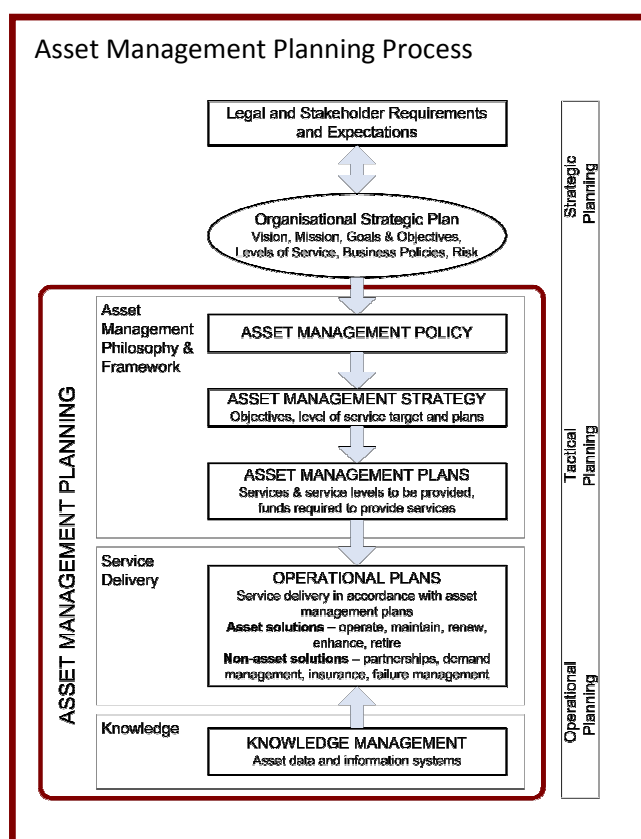 Asset Management Planning Process
Legal and Stakeholder Requirements
and Expectations
Organisational Strategic Plan
Vision, Mission, Goals & Objectives,
Levels of Service, Business Policies, Risk
Strategic
Planning
Asset
Management
Philosophy &
Framework
ASSET MANAGEMENT POLICY
ASSET MANAGEMENT STRATEGY
Objectives, level of service target and plans
ASSET MANAGEMENT PLANS
Services & service levels to be provided,
funds required to provide services
Tactical
Planning
ASSET MANAGEMENT PLANNING
Service
Delivery
OPERATIONAL PLANS
Service delivery in accordance with asset
management plans
Asset solutions – operate, maintain, renew,
enhance, retire
Non-asset solutions – partnerships, demand
management, insurance, failure management
Operational
Planning
Knowledge
KNOWLEDGE MANAGEMENT
Asset data and information systems